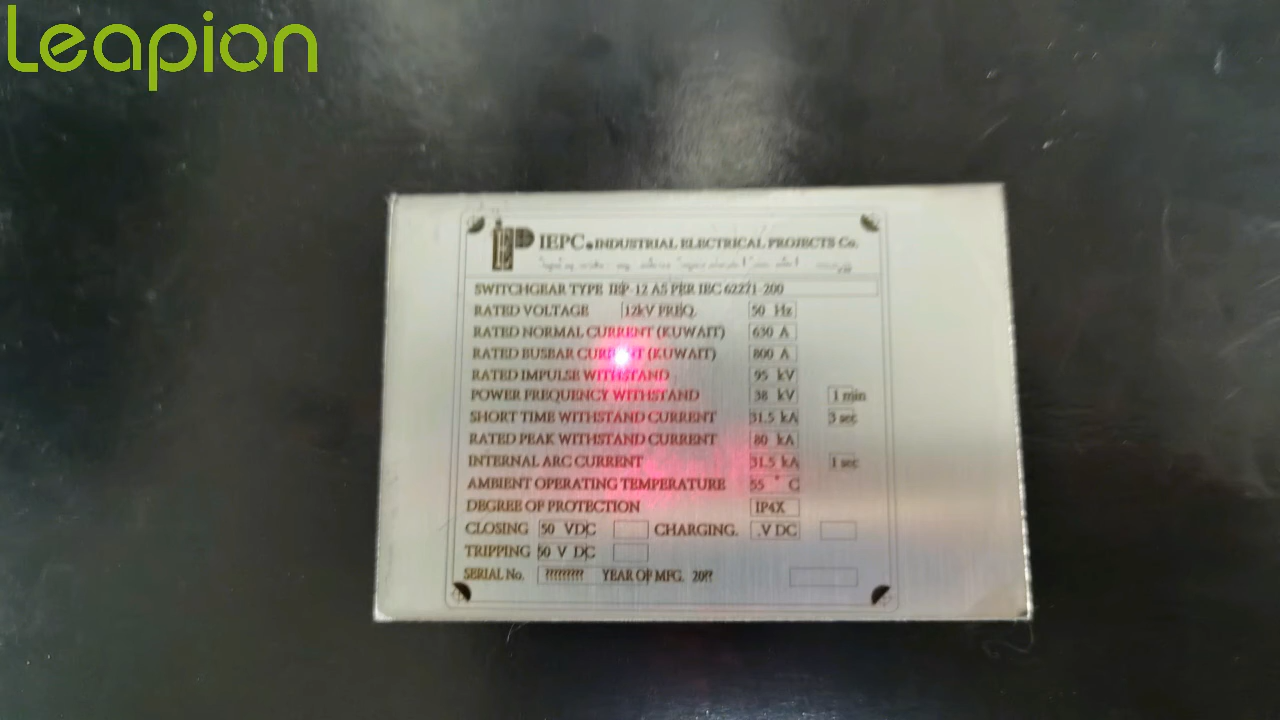 Leapion
IEPC. INDUSTRIAL ELECTRICAL PROJECTS Co.
SWITCHGEAR TYPE IEP-12 AS PER IEC 62271-200
RATED VOLTAGE 12kV FREQ. 50 Hz
RATED NORMAL CURRENT (KUWAIT) 630 A
RATED BUSBAR CURRENT (KUWAIT) 800 A
RATED IMPULSE WITHSTAND 95 kV
POWER FREQUENCY WITHSTAND 38 kV 1 min
SHORT TIME WITHSTAND CURRENT 31.5 kA 3 sec
RATED PEAK WITHSTAND CURRENT 80 kA
INTERNAL ARC CURRENT 31.5 kA 1 sec
AMBIENT OPERATING TEMPERATURE 55 ° C
DEGREE OF PROTECTION IP4X
CLOSING 50 VDC CHARGING. .V DC
TRIPPING 50 V DC
SERIAL No. ????????? YEAR OF MFG. 20??